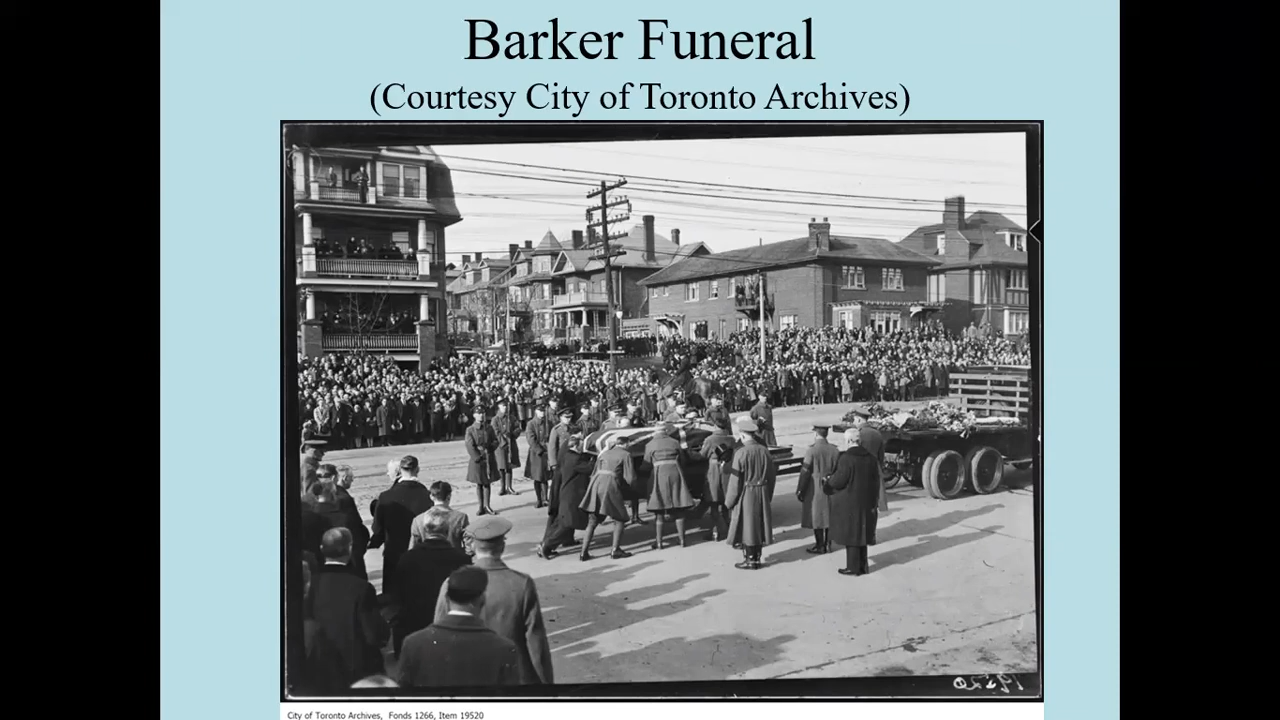 Barker Funeral
(Courtesy City of Toronto Archives)
City of Toronto Archives, Fonds 1266, Item 19520